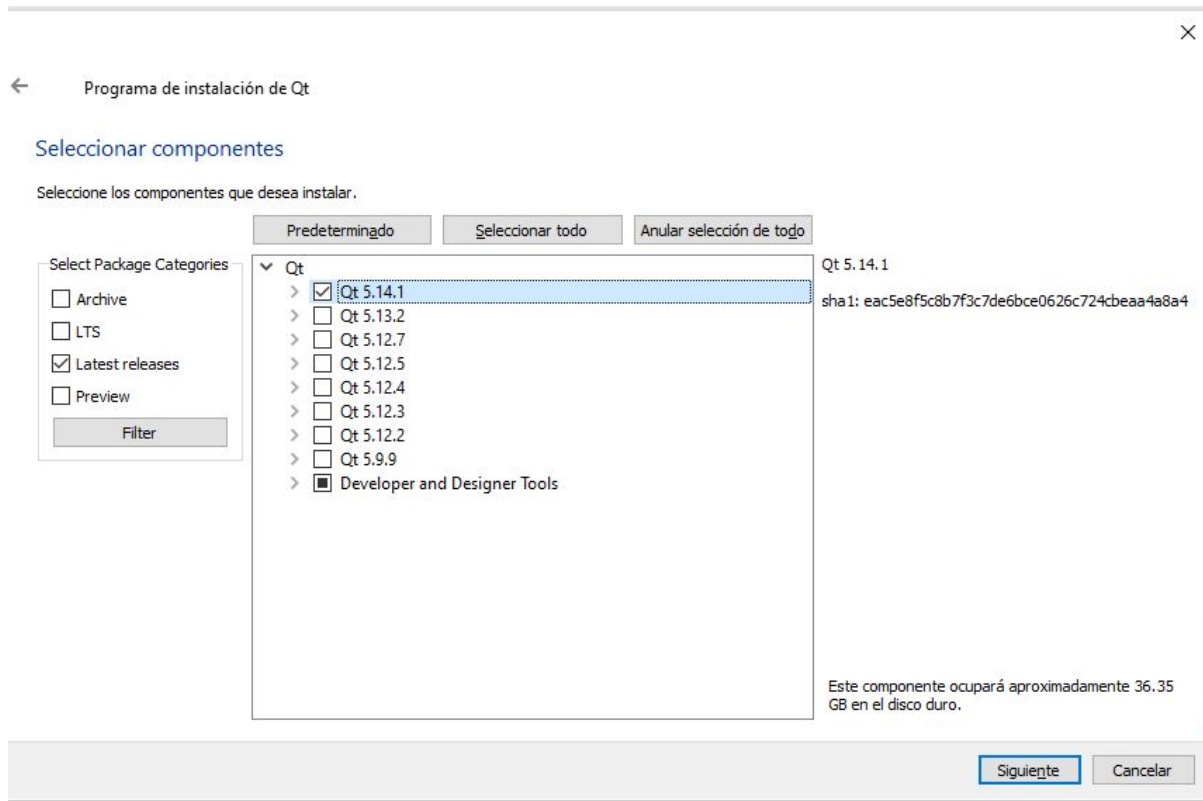 Programa de instalación de Qt
Seleccionar componentes
Seleccione los componentes que desea instalar.
Predeterminado
Seleccionar todo
Anular selección de todo
Select Package Categories
Archive
LTS
Latest releases
Preview
Filter
Qt
Qt 5.14.1
Qt 5.13.2
Qt 5.12.7
Qt 5.12.5
Qt 5.12.4
Qt 5.12.3
Qt 5.12.2
Qt 5.9.9
Developer and Designer Tools
Qt 5.14.1
sha1: eac5e8f5c8b7f3c7de6bce0626c724cbeaa4a8a4
Este componente ocupará aproximadamente 36.35
GB en el disco duro.
Siguiente
Cancelar